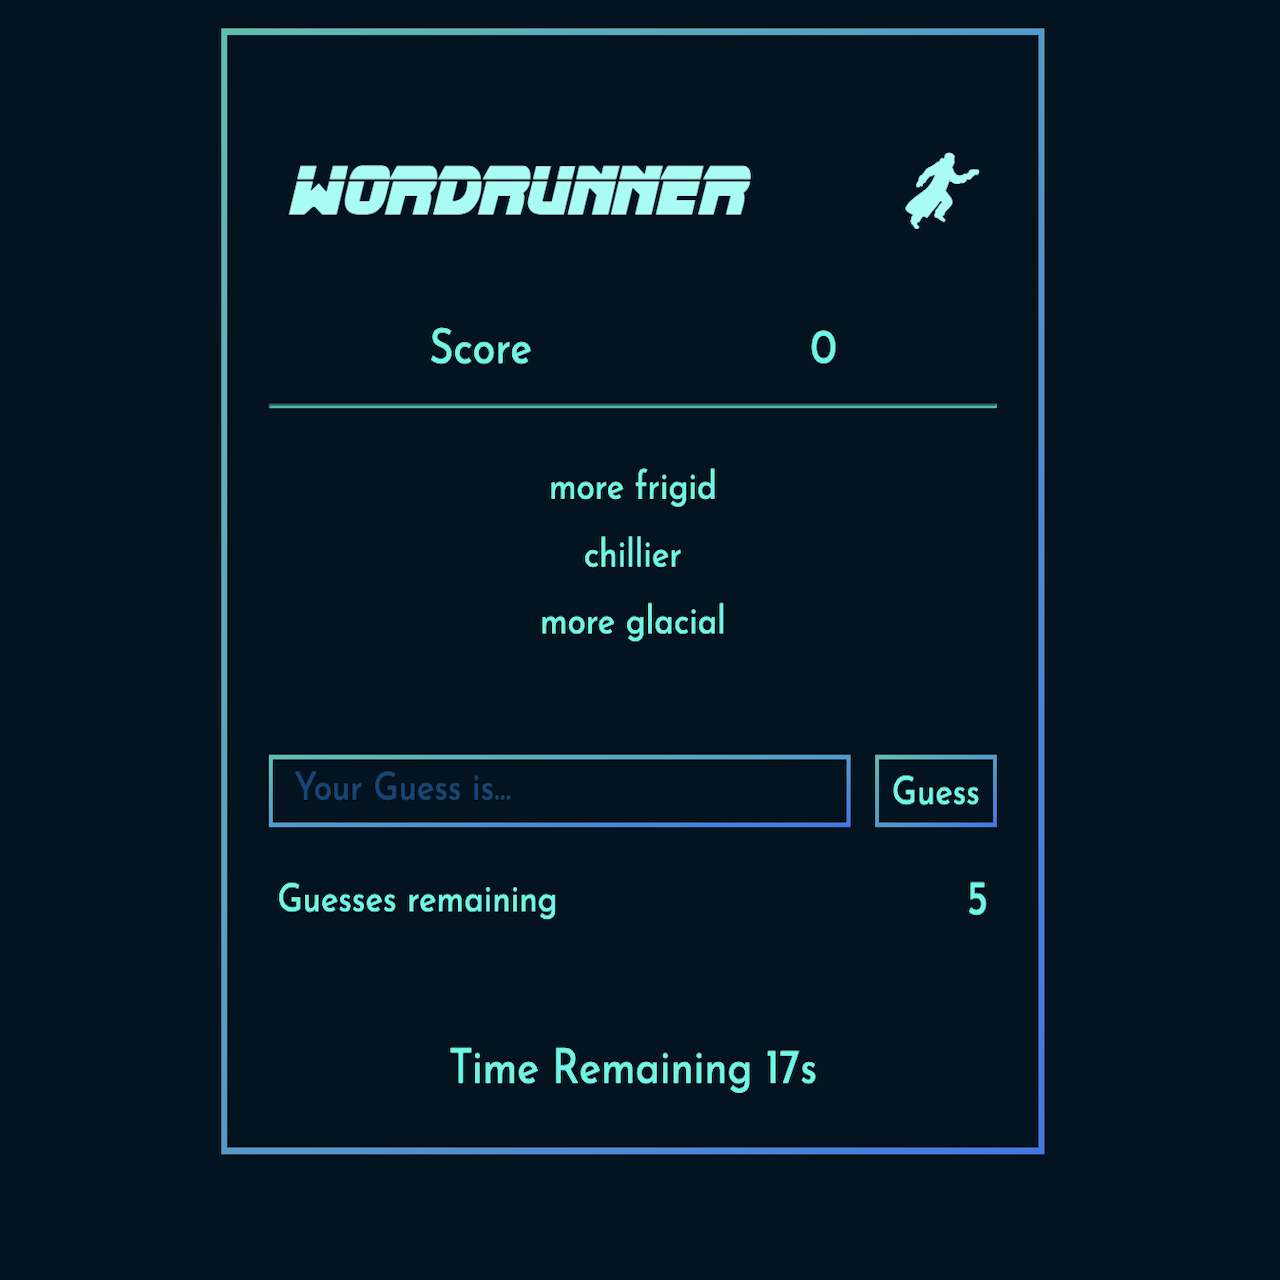 WORDRUNNER
Score 0
more frigid
chillier
more glacial
Your Guess is... Guess
Guesses remaining 5
Time Remaining 17s